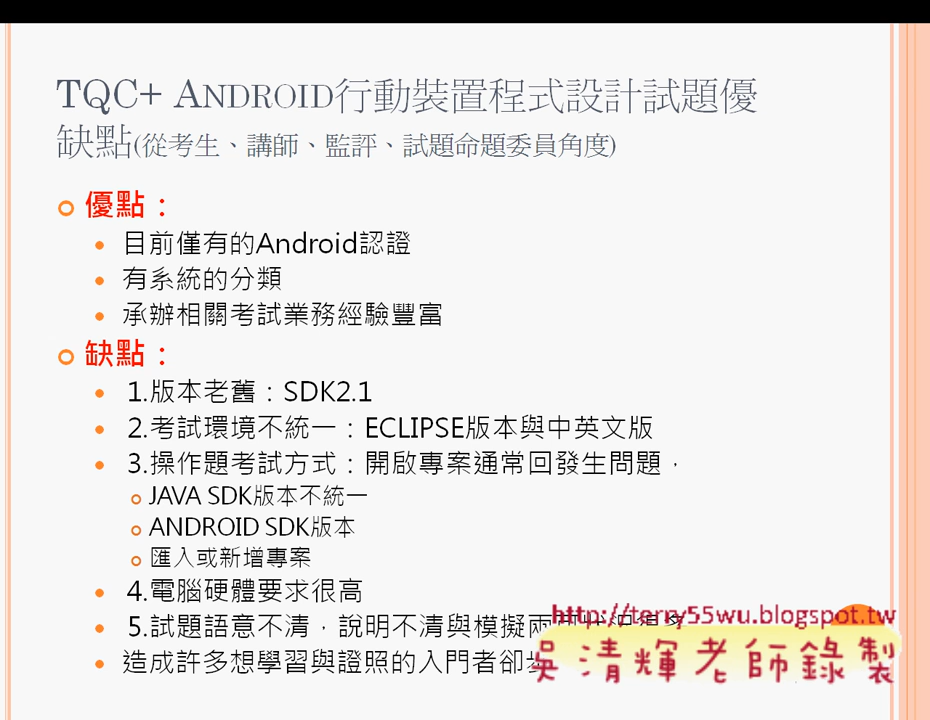 TQC+ ANDROID行動裝置程式設計試題優
缺點(從考生、講師、監評、試題命題委員角度)
優點：
目前僅有的Android認證
有系統的分類
承辦相關考試業務經驗豐富
缺點：
1.版本老舊：SDK2.1
2.考試環境不統一：ECLIPSE版本與中英文版
3.操作題考試方式：開啟專案通常回發生問題，
JAVA SDK版本不統一
ANDROID SDK版本
匯入或新增專案
4.電腦硬體要求很高
5.試題語意不清，說明不清與模擬兩
造成許多想學習與證照的入門者卻步
http://terry55wu.blogspot.tw
吳清輝老師錄製